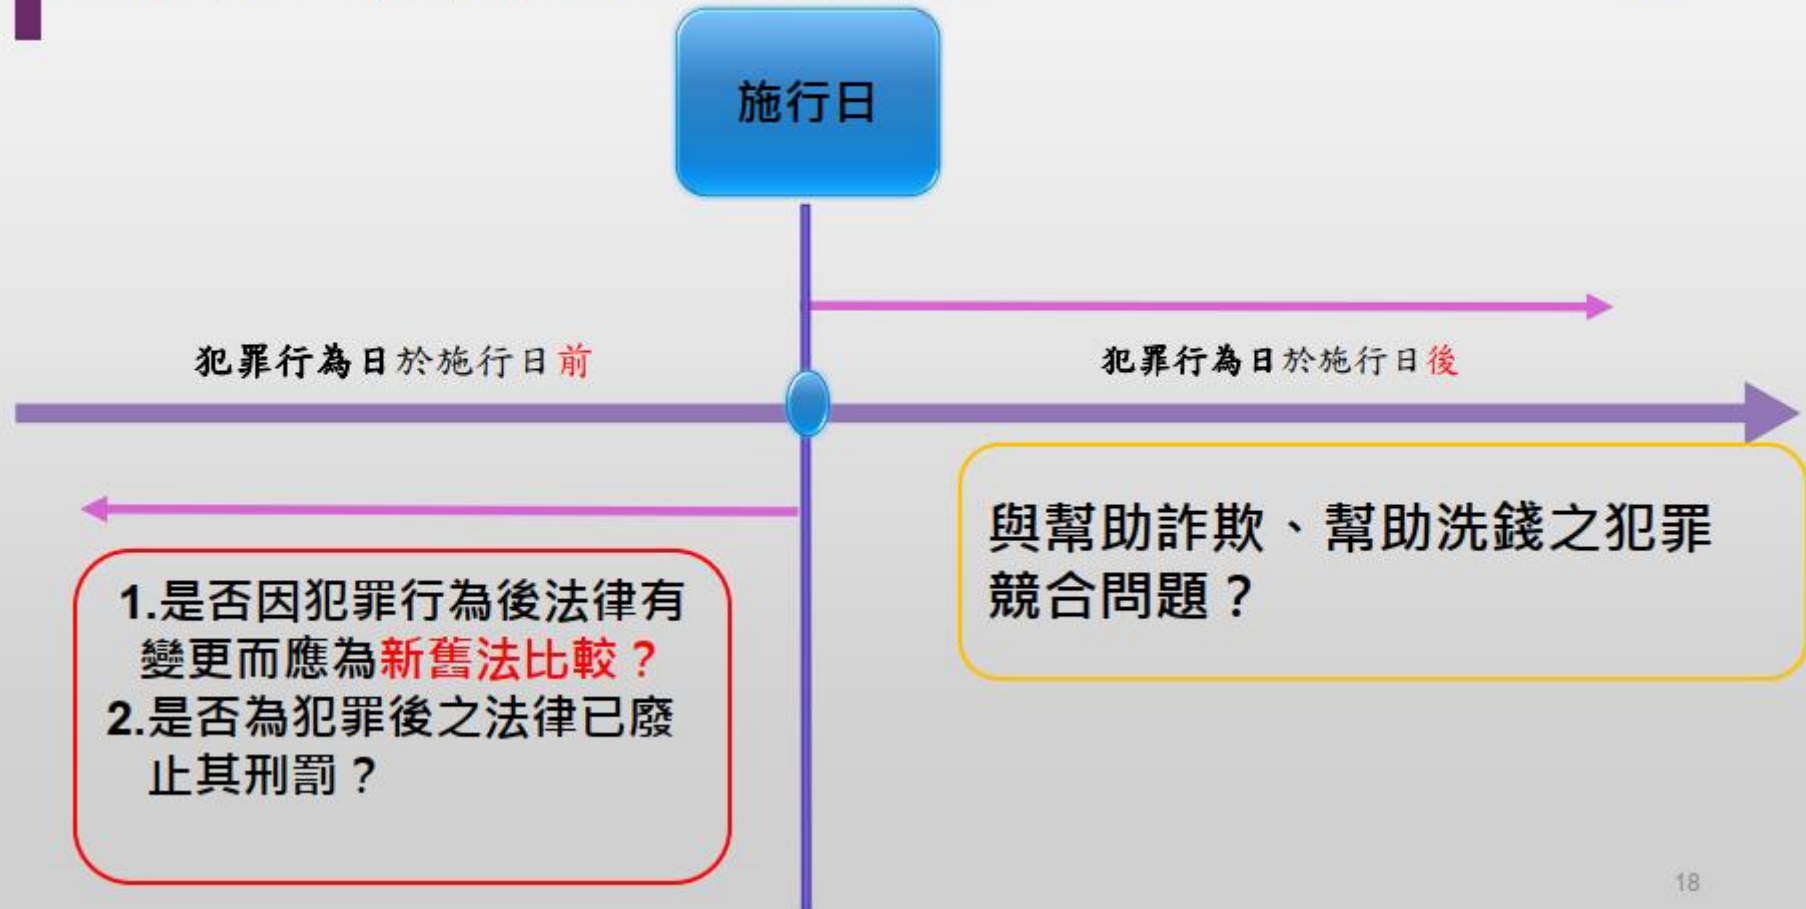 施行日
犯罪行為日於施行日前
犯罪行為日於施行日後
1.是否因犯罪行為後法律有
變更而應為新舊法比較？
2.是否為犯罪後之法律已廢
止其刑罰？
與幫助詐欺、幫助洗錢之犯罪
競合問題？
18